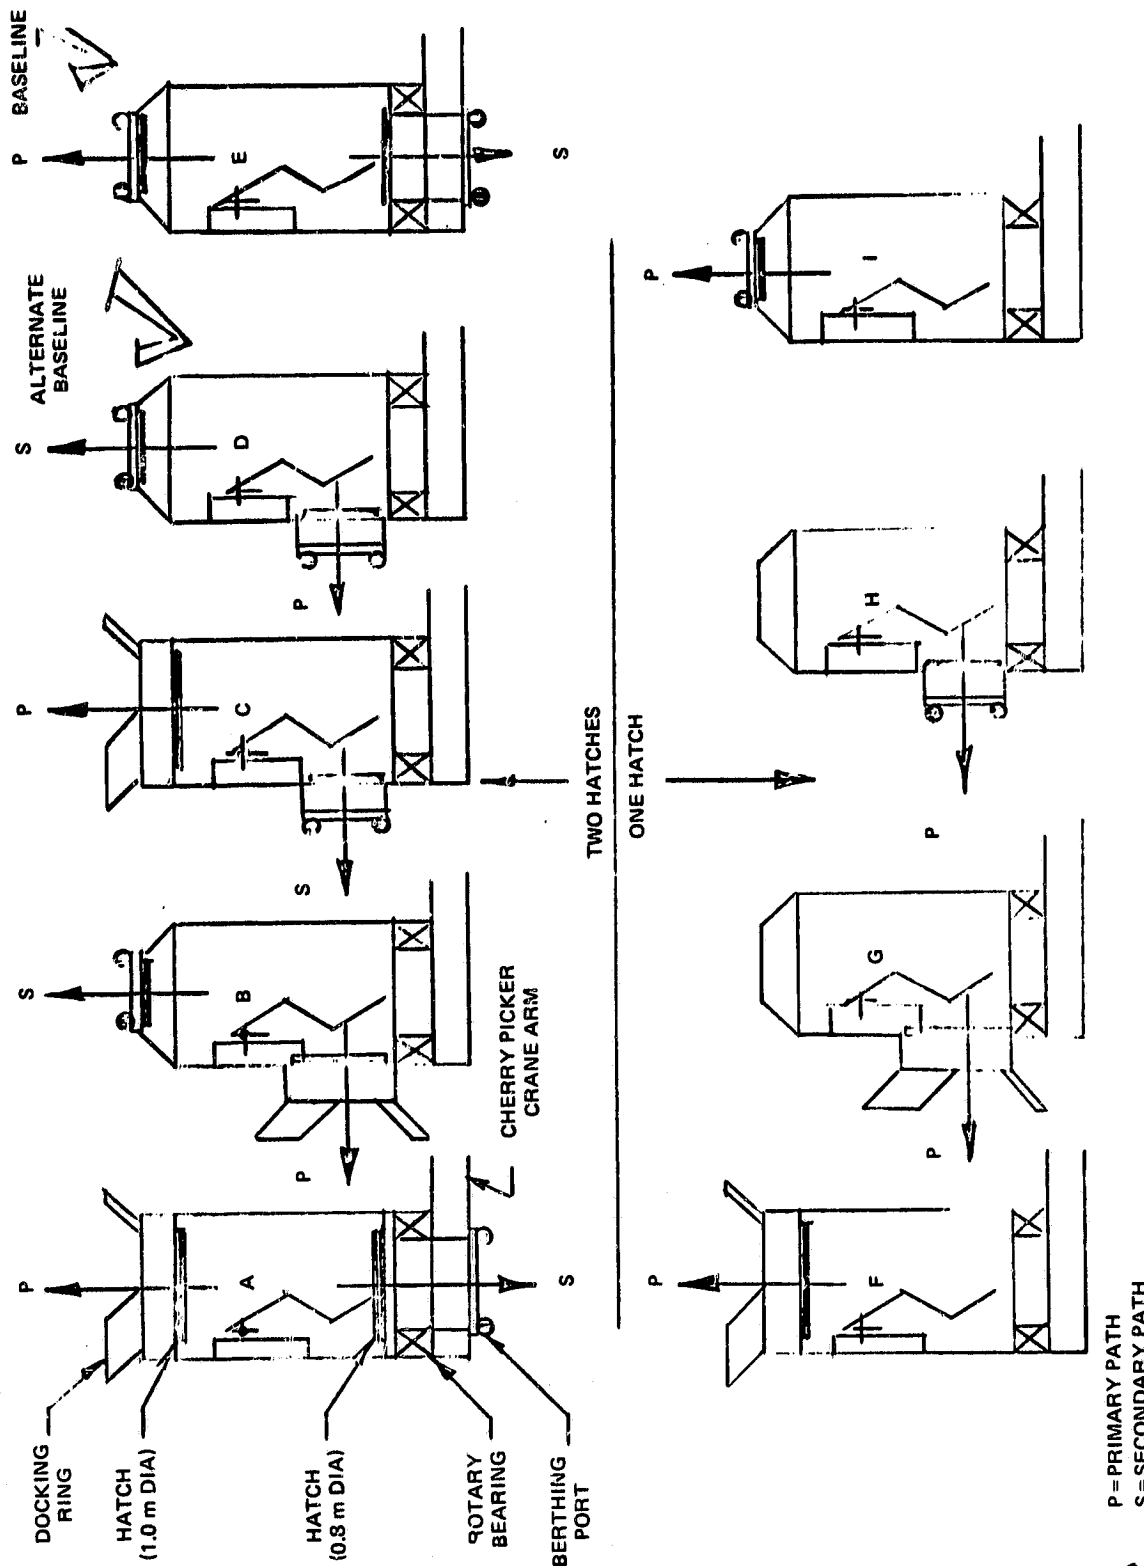 DOCKING
RING
HATCH
(1.0 m DIA)
HATCH
(0.8 m DIA)
ROTARY
BEARING
BERTHING
PORT
P
A
S
S
B
P
CHERRY PICKER
CRANE ARM
P
C
S
ALTERNATE
BASELINE
S
D
P
BASELINE
P
E
S
TWO HATCHES
ONE HATCH
P
F
G
P
H
P
P
I
P = PRIMARY PATH
S = SECONDARY PATH